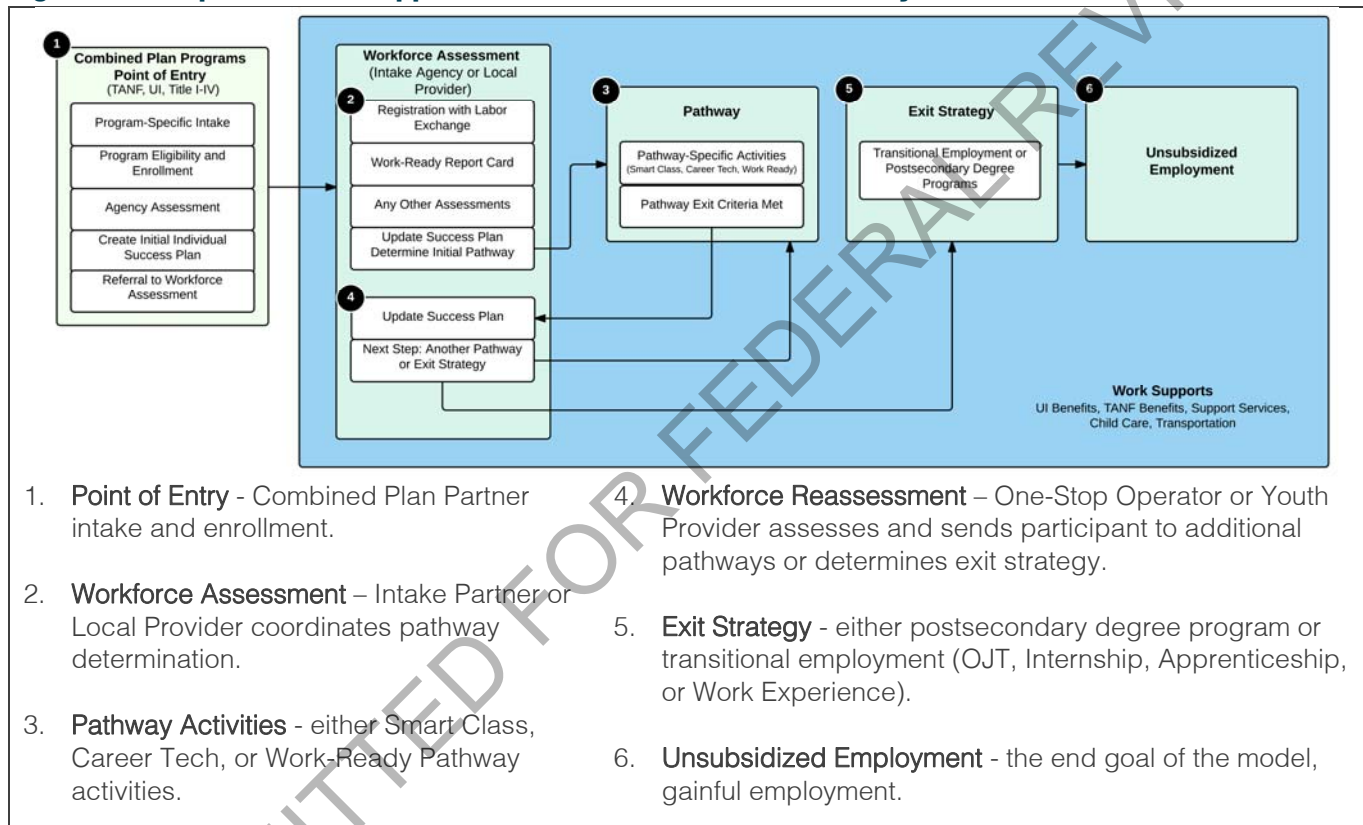 1
Combined Plan Programs
Point of Entry
(TANF, UI, Title I-IV)
Program-Specific Intake
Program Eligibility and
Enrollment
Agency Assessment
Create Initial Individual
Success Plan
Referral to Workforce
Assessment
Workforce Assessment
(Intake Agency or Local
Provider)
2
Registration with Labor
Exchange
Work-Ready Report Card
Any Other Assessments
Update Success Plan
Determine Initial Pathway
4
Update Success Plan
Next Step: Another Pathway
or Exit Strategy
3
Pathway
Pathway-Specific Activities
(Smart Class, Career Tech, Work Ready)
Pathway Exit Criteria Met
5
Exit Strategy
Transitional Employment or
Postsecondary Degree
Programs
6
Unsubsidized
Employment
Work Supports
UI Benefits, TANF Benefits, Support Services,
Child Care, Transportation
1. Point of Entry - Combined Plan Partner
intake and enrollment.
2. Workforce Assessment – Intake Partner or
Local Provider coordinates pathway
determination.
3. Pathway Activities - either Smart Class,
Career Tech, or Work-Ready Pathway
activities.
4. Workforce Reassessment – One-Stop Operator or Youth
Provider assesses and sends participant to additional
pathways or determines exit strategy.
5. Exit Strategy - either postsecondary degree program or
transitional employment (OJT, Internship, Apprenticeship,
or Work Experience).
6. Unsubsidized Employment - the end goal of the model,
gainful employment.
FOR FEDERAL